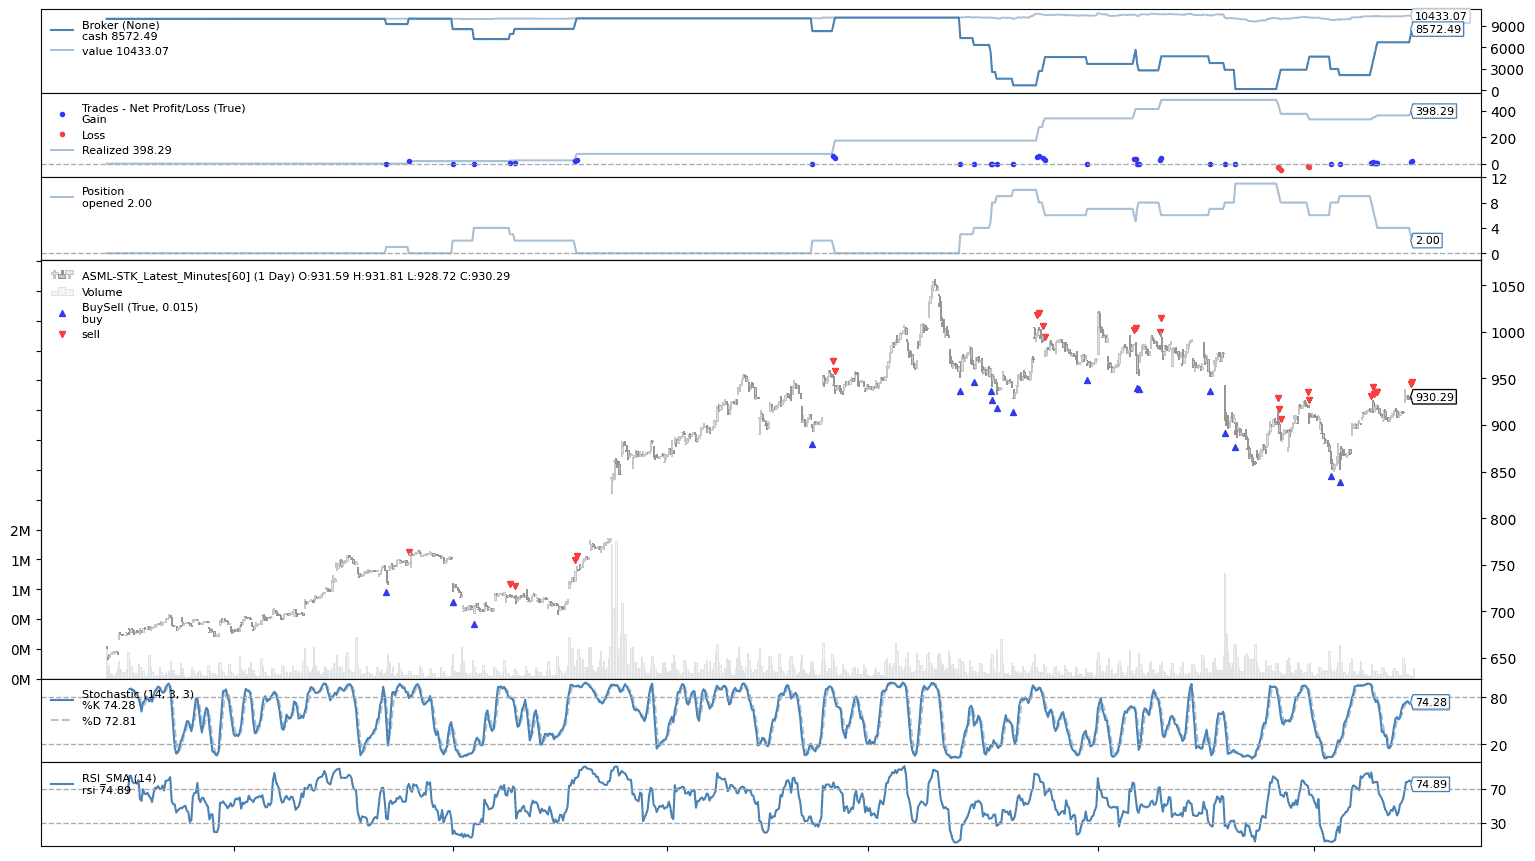 Broker (None)
cash 8572.49
value 10433.07
10433.07
8572.49
9000
6000
3000
0
Trades - Net Profit/Loss (True)
Gain
Loss
Realized 398.29
398.29
400
200
0
Position
opened 2.00
2.00
12
8
4
0
ASML-STK_Latest_Minutes[60] (1 Day) O:931.59 H:931.81 L:928.72 C:930.29
Volume
BuySell (True, 0.015)
buy
sell
930.29
1050
1000
950
900
850
800
750
700
650
2M
1M
1M
0M
0M
0M
Stochastic (14, 3, 3)
%K 74.28
%D 72.81
74.28
80
20
RSI_SMA (14)
rsi 74.89
74.89
70
30